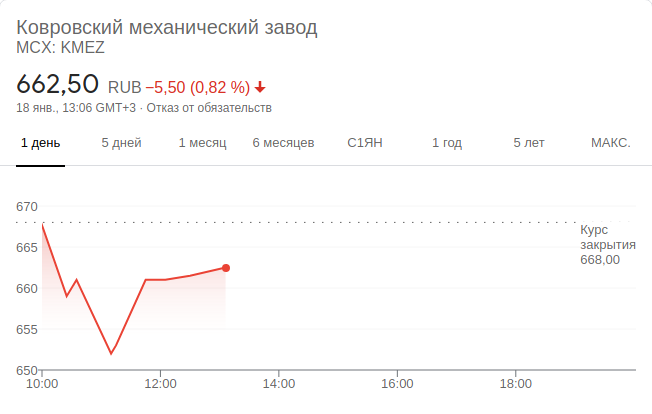 Ковровский механический завод
MCX: KMEZ
662,50 RUB −5,50 (0,82 %)
18 янв., 13:06 GMT+3 · Отказ от обязательств
1 день 5 дней 1 месяц 6 месяцев С1ЯН 1 год 5 лет МАКС.
670
Курс
665 закрытия
668,00
660
655
650
10:00 12:00 14:00 16:00 18:00